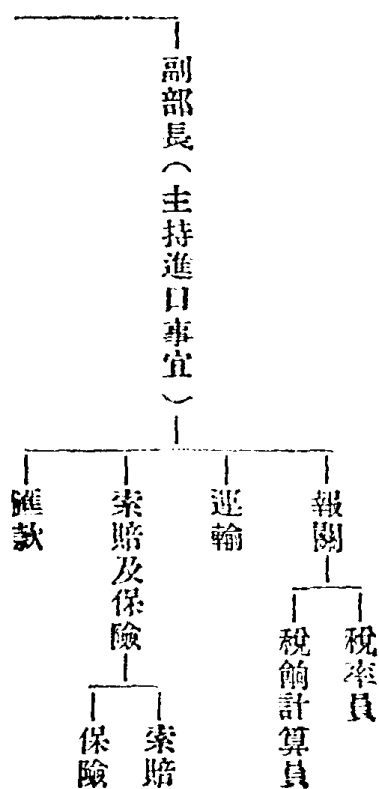 副部長（主持進口事宜）
報關
稅率員
稅餉計算員
運輸
索賠及保險
索賠
保險
匯款